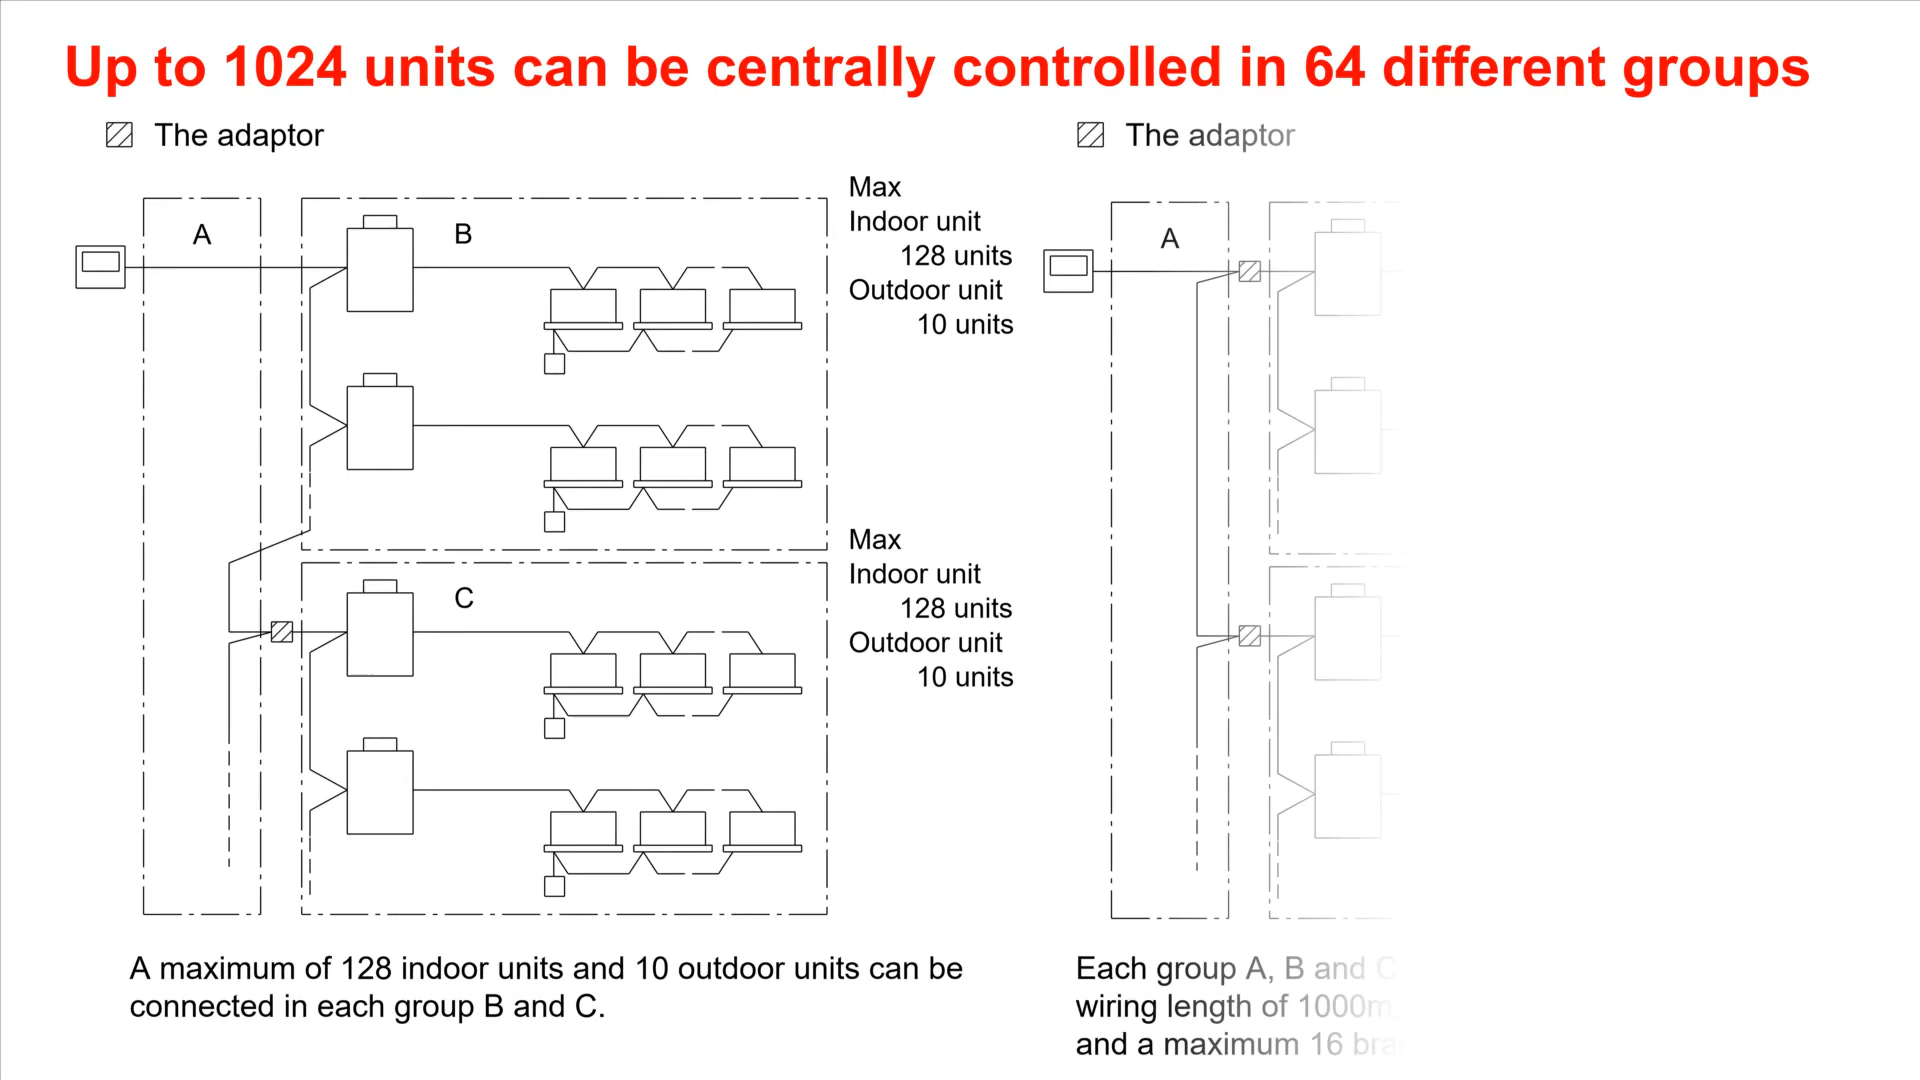 Up to 1024 units can be centrally controlled in 64 different groups
The adaptor
A
B
Max
Indoor unit
128 units
Outdoor unit
10 units
C
Max
Indoor unit
128 units
Outdoor unit
10 units
A maximum of 128 indoor units and 10 outdoor units can be
connected in each group B and C.
The adaptor
A
Each group A, B and C
wiring length of 1000m
and a maximum 16